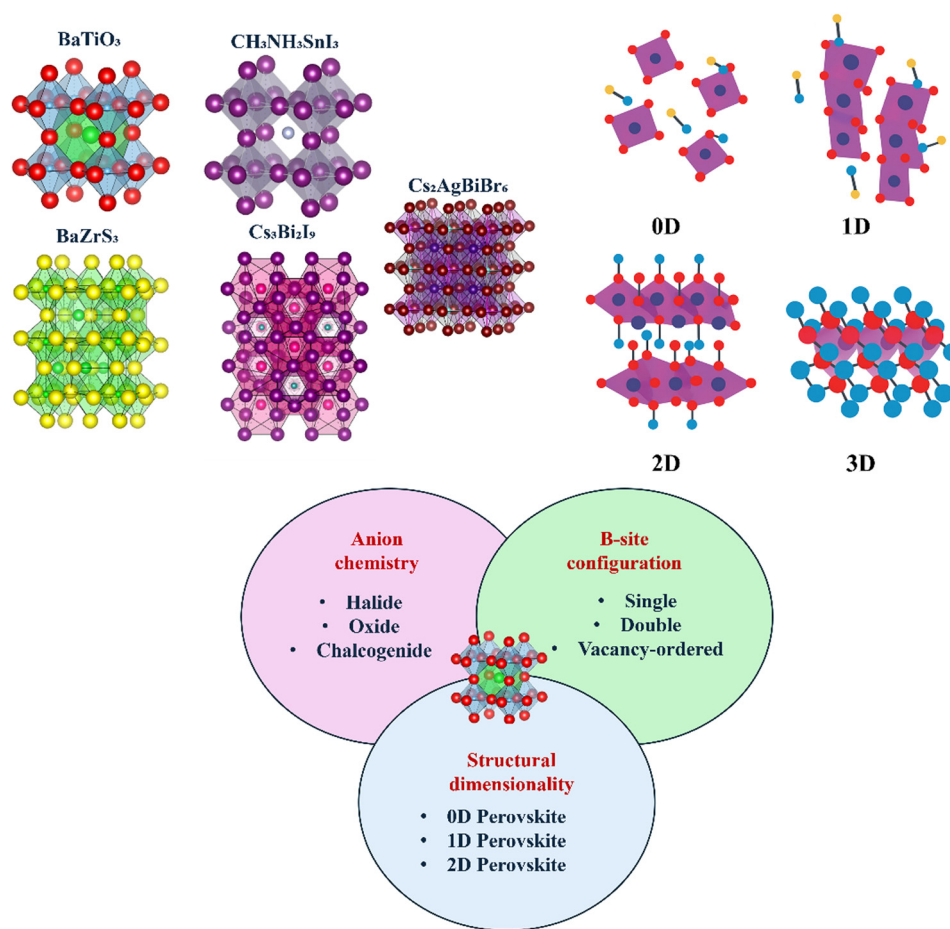 BaTiO₃
CH₃NH₃SnI₃
Cs₂AgBiBr₆
BaZrS₃
Cs₃Bi₂I₉
0D
1D
2D
3D
Anion
chemistry
• Halide
• Oxide
• Chalcogenide
B-site
configuration
• Single
• Double
• Vacancy-ordered
Structural
dimensionality
• 0D Perovskite
• 1D Perovskite
• 2D Perovskite